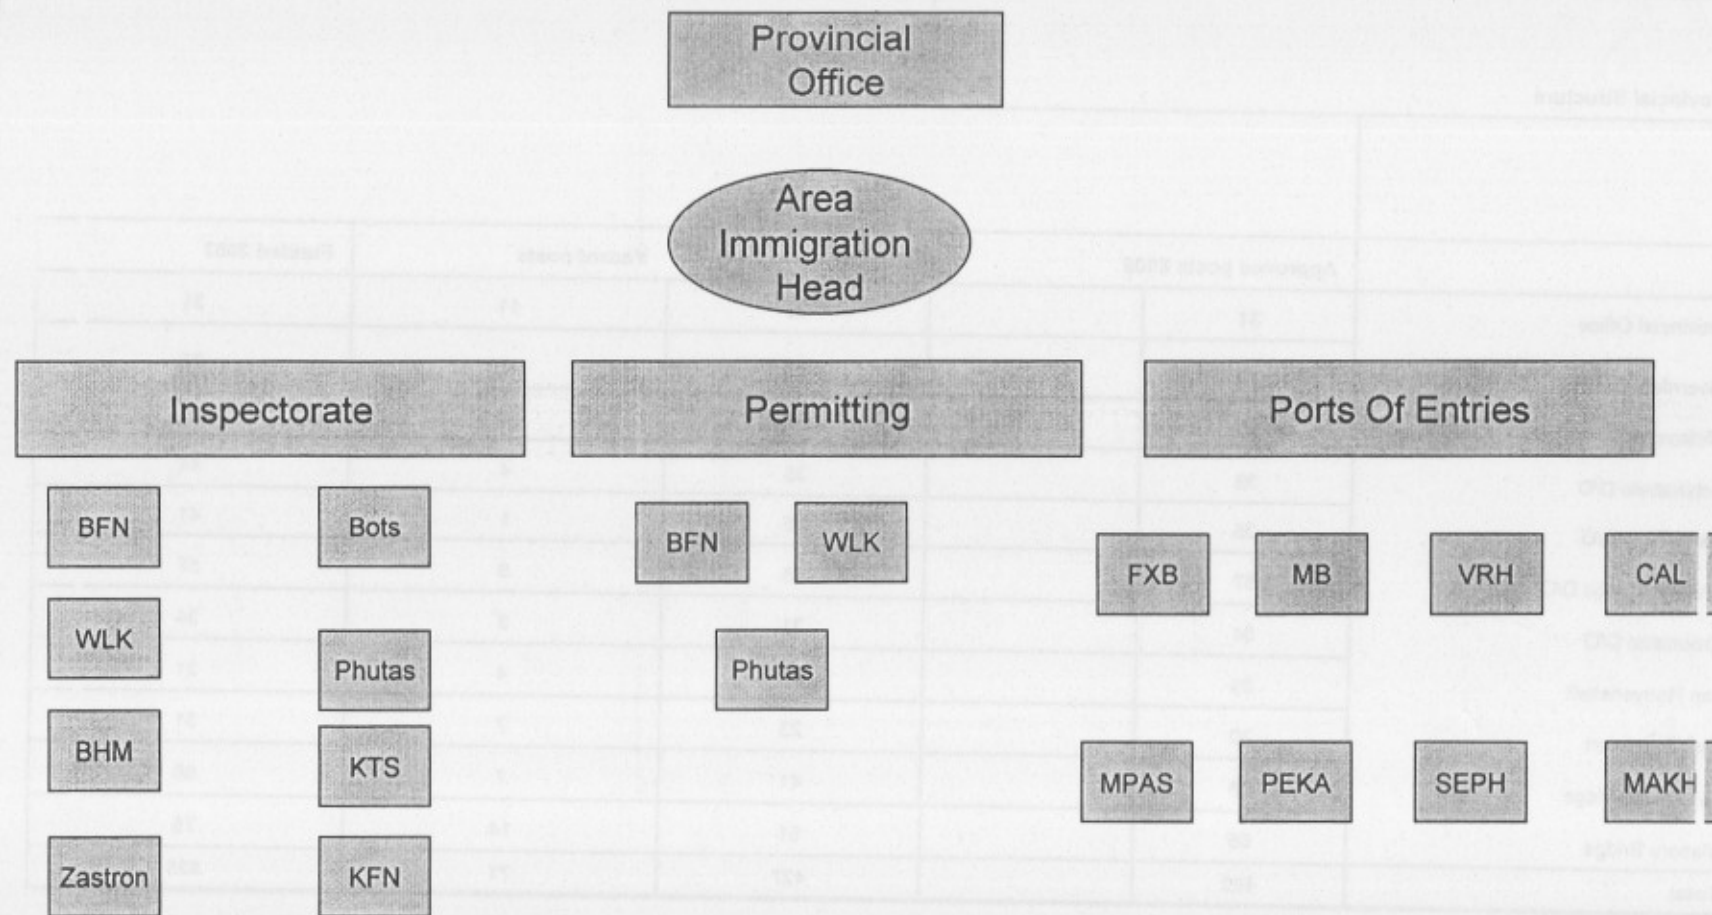 Provincial
Office
Area
Immigration
Head
Inspectorate
Permitting
Ports Of Entries
BFN
Bots
BFN
WLK
FXB
MB
VRH
CAL
WLK
Phutas
Phutas
BHM
KTS
MPAS
PEKA
SEPH
MAKH
Zastron
KFN